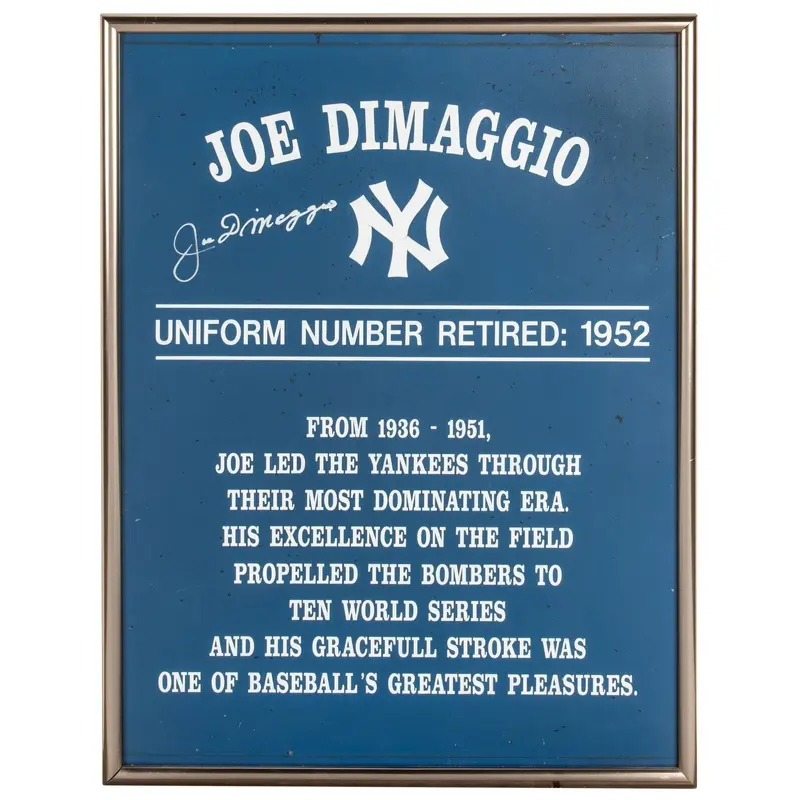 JOE DIMAGGIO
Joe DiMaggio
NY
UNIFORM NUMBER RETIRED: 1952
FROM 1936 - 1951,
JOE LED THE YANKEES THROUGH
THEIR MOST DOMINATING ERA.
HIS EXCELLENCE ON THE FIELD
PROPELLED THE BOMBERS TO
TEN WORLD SERIES
AND HIS GRACEFULL STROKE WAS
ONE OF BASEBALL'S GREATEST PLEASURES.